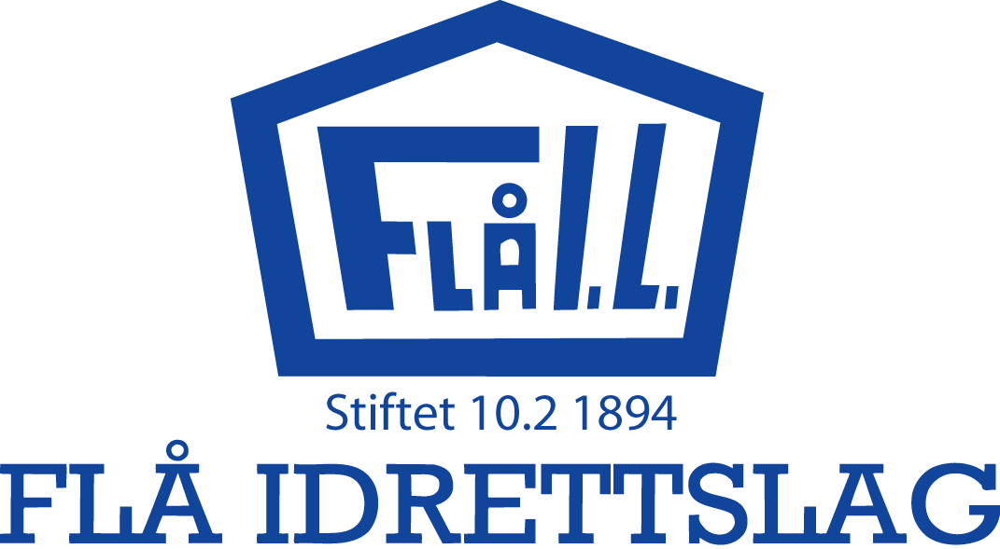 FLÅ I.L.
Stiftet 10.2 1894
FLÅ IDRETTSLAG